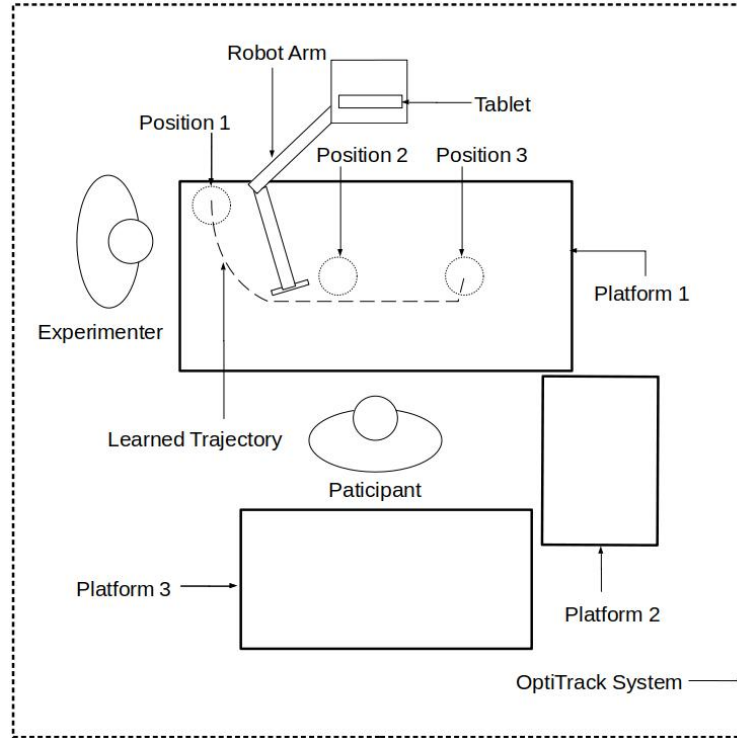 Robot Arm
Tablet
Position 1
Position 2
Position 3
Platform 1
Experimenter
Learned Trajectory
Paticipant
Platform 3
Platform 2
OptiTrack System